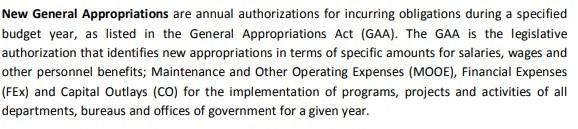 New General Appropriations are annual authorizations for incurring obligations during a specified
budget year, as listed in the General Appropriations Act (GAA). The GAA is the legislative
authorization that identifies new appropriations in terms of specific amounts for salaries, wages and
other personnel benefits; Maintenance and Other Operating Expenses (MOOE), Financial Expenses
(FEx) and Capital Outlays (CO) for the implementation of programs, projects and activities of all
departments, bureaus and offices of government for a given year.